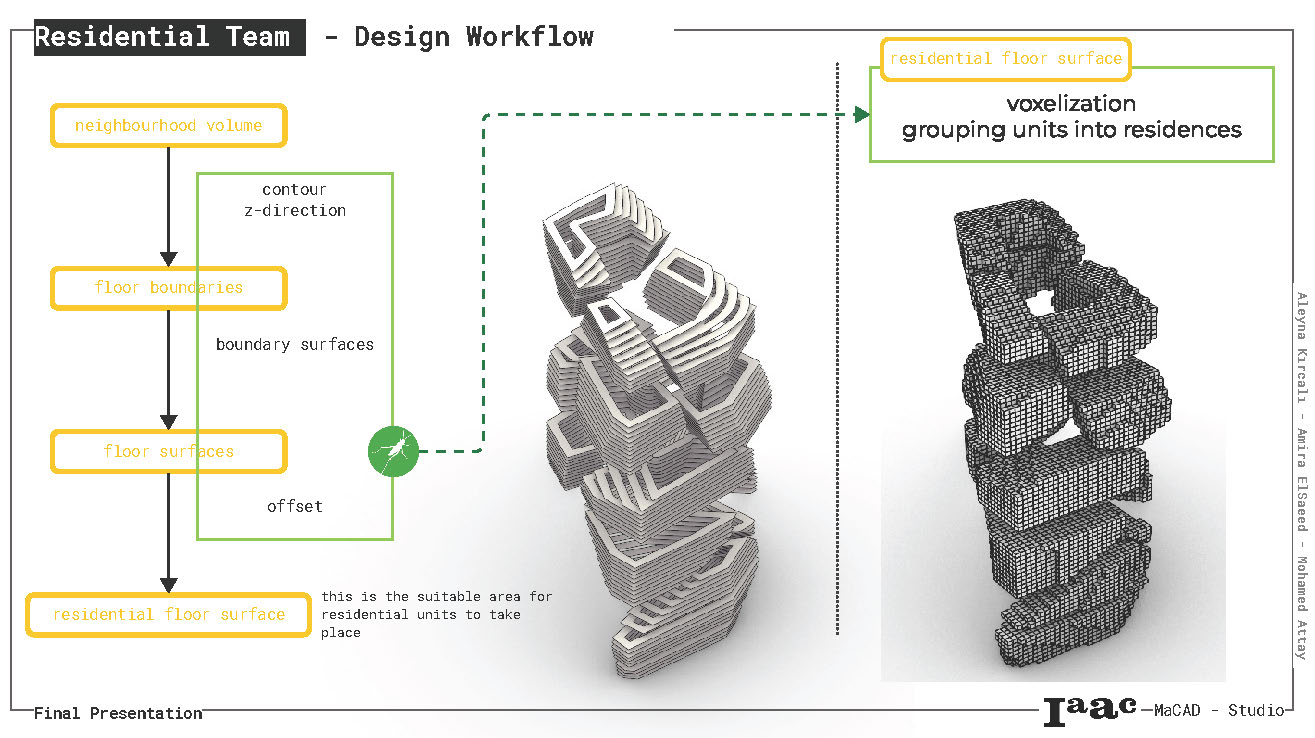 Residential Team - Design Workflow
neighbourhood volume
contour
z-direction
floor boundaries
boundary surfaces
floor surfaces
offset
residential floor surface
this is the suitable area for
residential units to take
place
residential floor surface
voxelization
grouping units into residences
Aleyna Kırcalı - Amira ElSaeed - Mohamed Attay
Final Presentation
Iaac
MaCAD - Studio